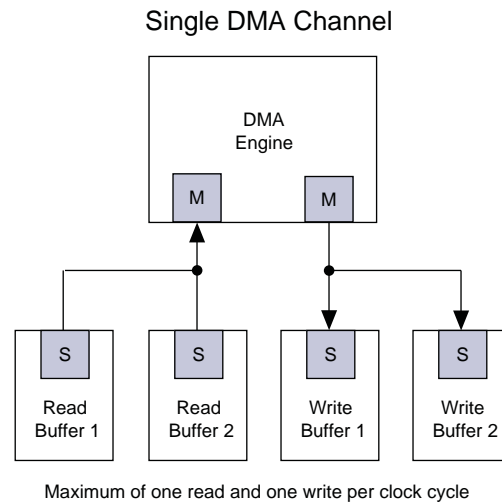 Single DMA Channel
DMA
Engine
M
M
S
S
S
S
Read
Buffer 1
Read
Buffer 2
Write
Buffer 1
Write
Buffer 2
Maximum of one read and one write per clock cycle